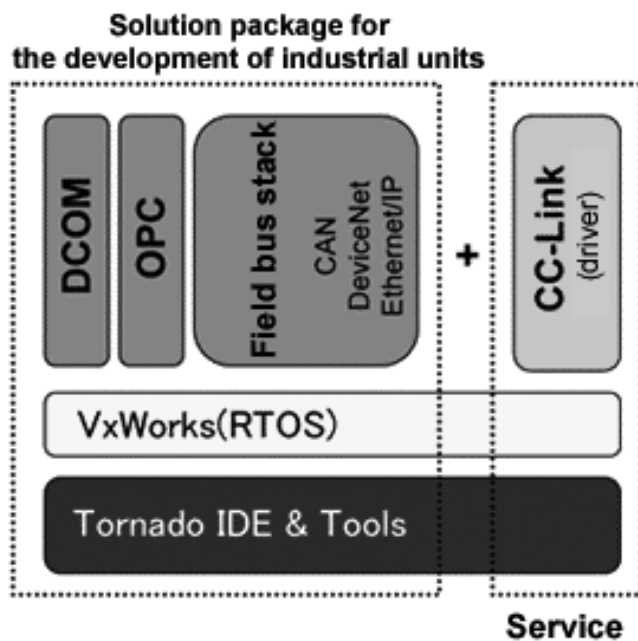 Solution package for
the development of industrial units
DCOM
OPC
Field bus stack
CAN
DeviceNet
Ethernet/IP
+
CC-Link
(driver)
VxWorks(RTOS)
Tornado IDE & Tools
Service